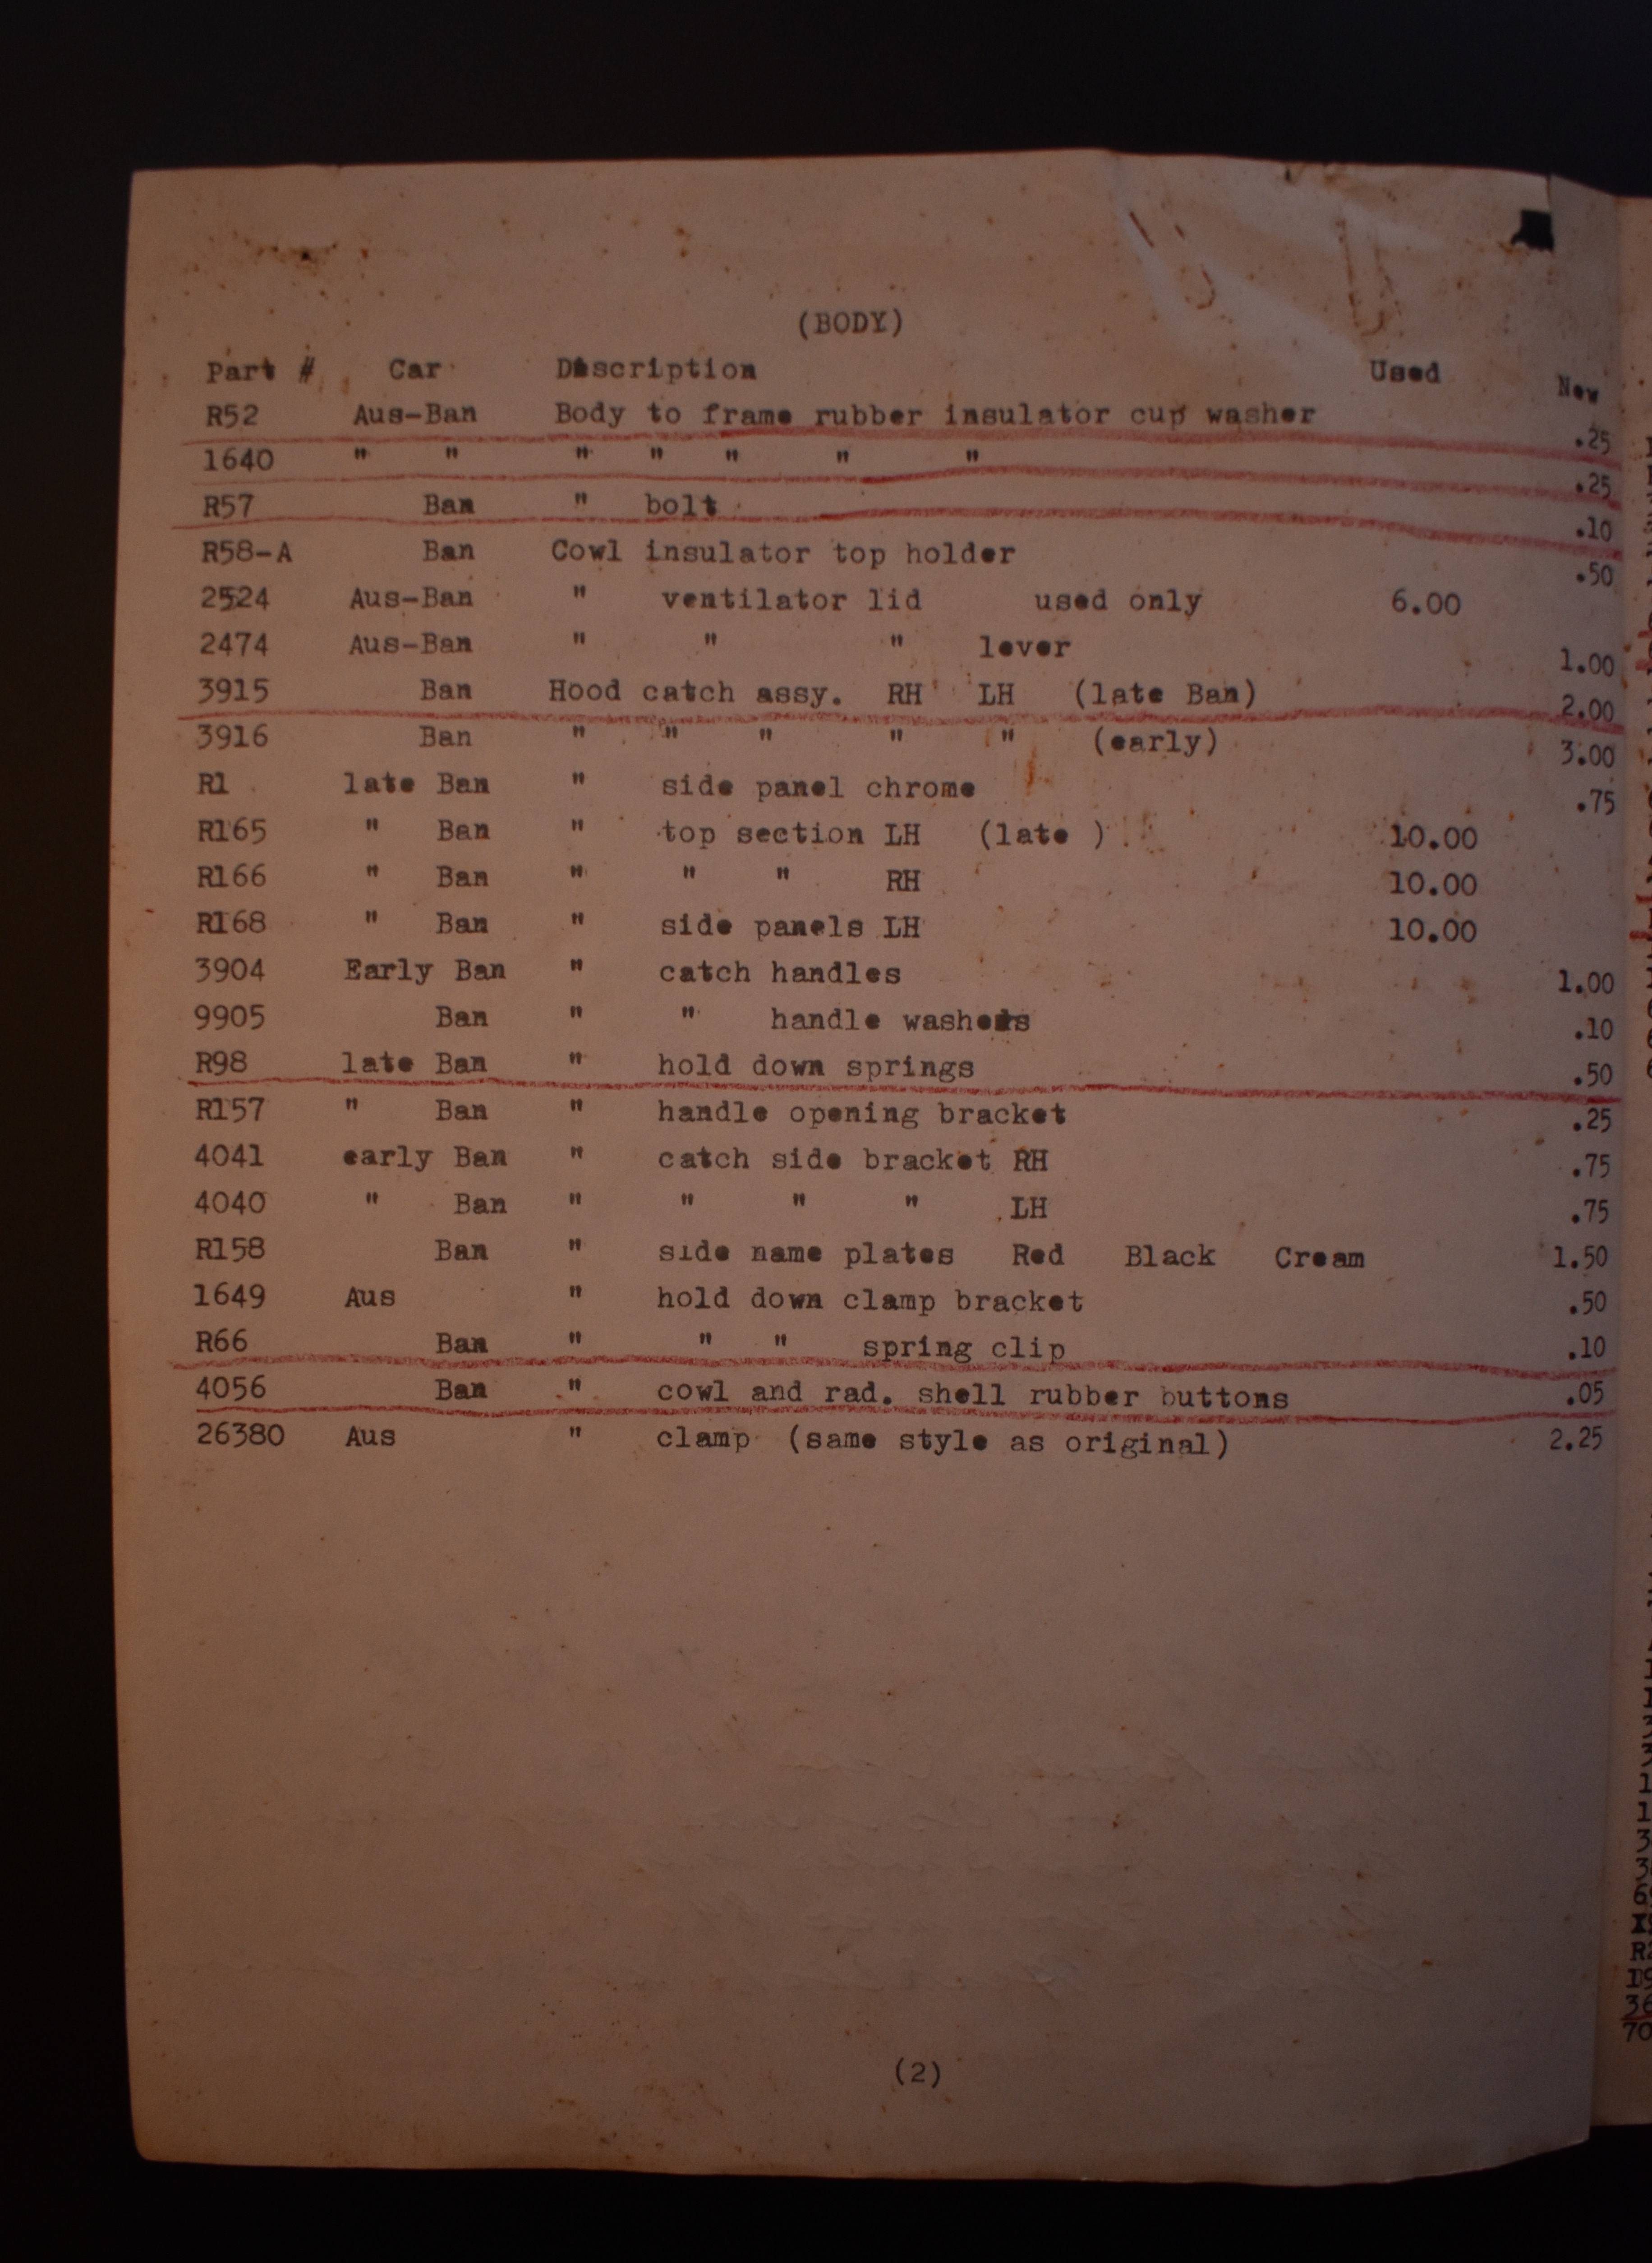 (BODY)
Part # Car Description Used New
R52 Aus-Ban Body to frame rubber insulator cup washer .25
1640 " " " " " " " .25
R57 Ban " bolt .10
R58-A Ban Cowl insulator top holder .50
2524 Aus-Ban " ventilator lid used only 6.00
2474 Aus-Ban " " " lever 1.00
3915 Ban Hood catch assy. RH LH (late Ban) 2.00
3916 Ban " " " " " (early) 3.00
R1 late Ban " side panel chrome .75
R165 " Ban " top section LH (late ) 10.00
R166 " Ban " " " RH 10.00
R168 " Ban " side panels LH 10.00
3904 Early Ban " catch handles 1.00
9905 Ban " " handle washers .10
R98 late Ban " hold down springs .50
R157 " Ban " handle opening bracket .25
4041 early Ban " catch side bracket RH .75
4040 " Ban " " " " LH .75
R158 Ban " side name plates Red Black Cream 1.50
1649 Aus " hold down clamp bracket .50
R66 Ban " " " spring clip .10
4056 Ban " cowl and rad. shell rubber buttons .05
26380 Aus " clamp (same style as original) 2.25
(2)